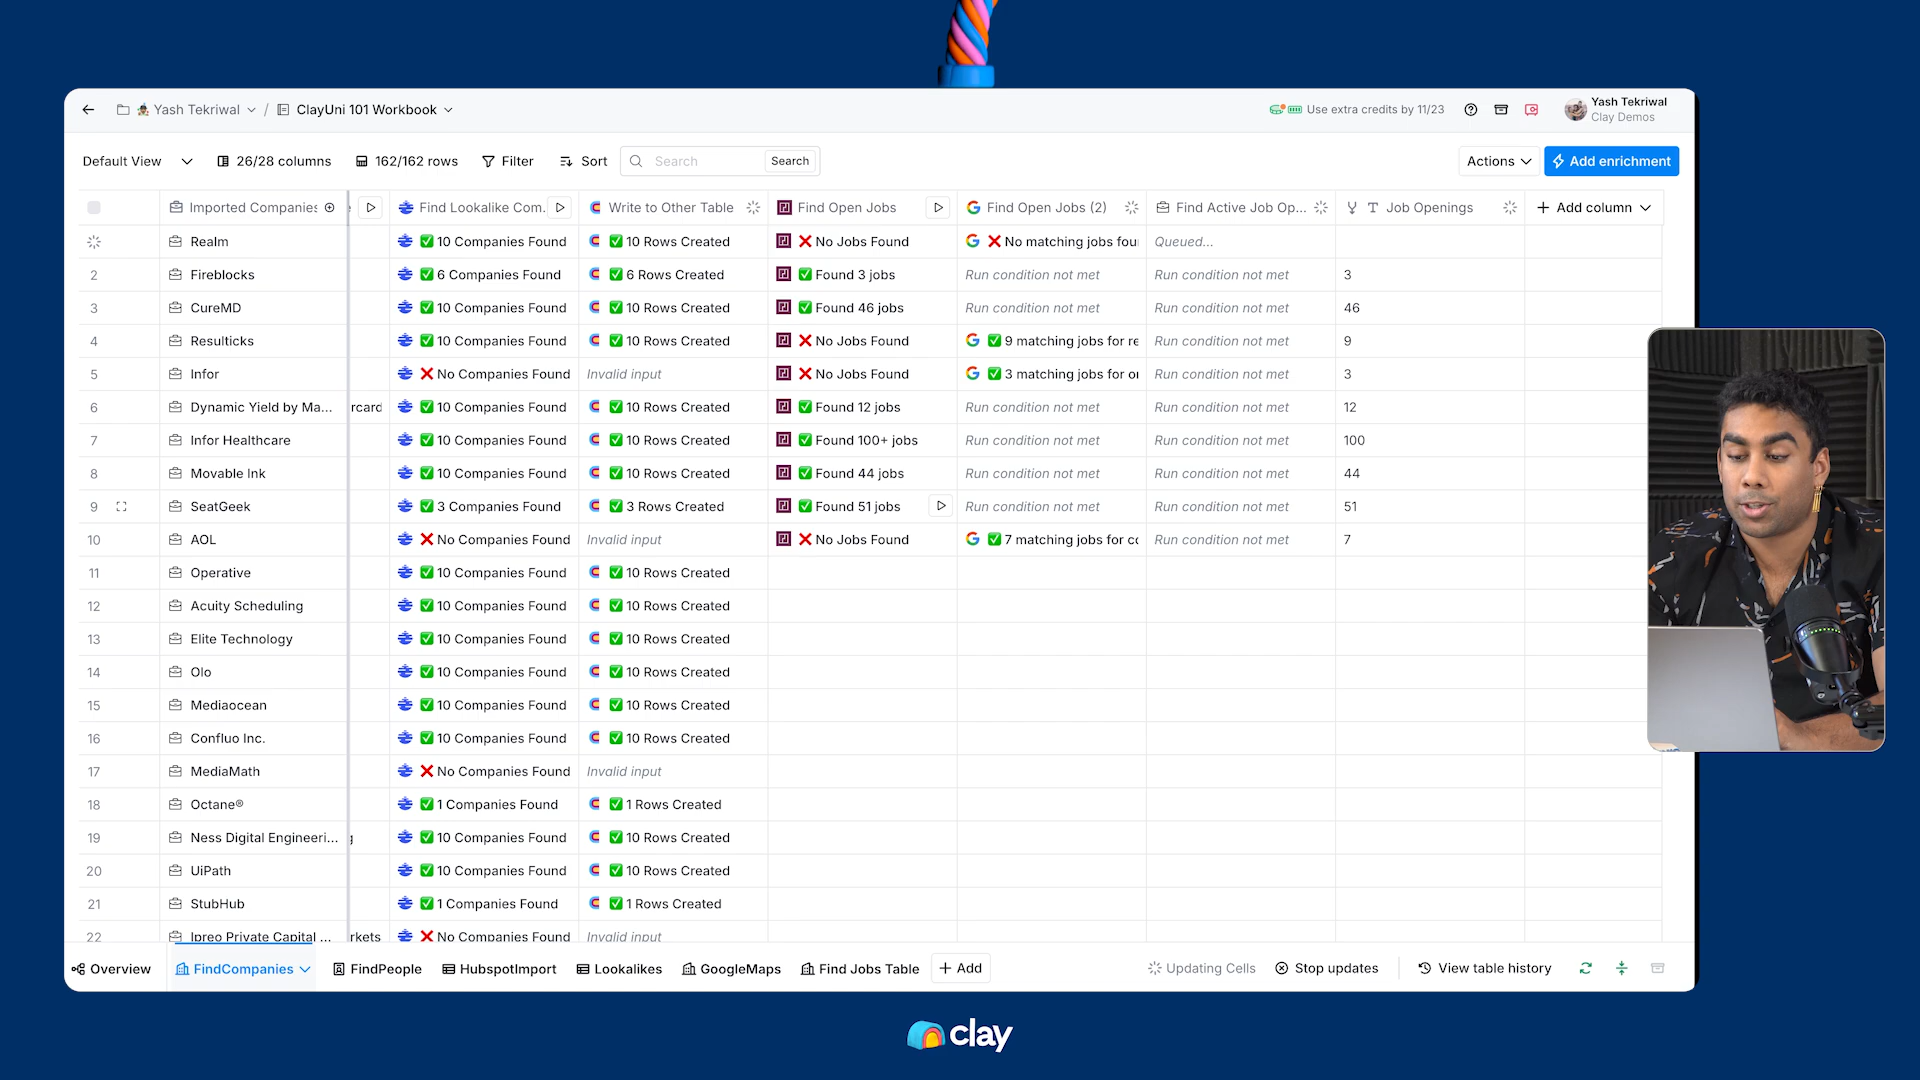 Yash Tekriwal / ClayUni 101 Workbook
Use extra credits by 11/23
Yash Tekriwal
Clay Demos
Default View 26/28 columns 162/162 rows Filter Sort Search Search Actions Add enrichment
Imported Companies Find Lookalike Com... Write to Other Table Find Open Jobs Find Open Jobs (2) Find Active Job Op... Job Openings + Add column
Realm 10 Companies Found 10 Rows Created No Jobs Found No matching jobs fou Queued...
2 Fireblocks 6 Companies Found 6 Rows Created Found 3 jobs Run condition not met Run condition not met 3
3 CureMD 10 Companies Found 10 Rows Created Found 46 jobs Run condition not met Run condition not met 46
4 Resulticks 10 Companies Found 10 Rows Created No Jobs Found 9 matching jobs for re Run condition not met 9
5 Infor No Companies Found Invalid input No Jobs Found 3 matching jobs for or Run condition not met 3
6 Dynamic Yield by Ma... rcard 10 Companies Found 10 Rows Created Found 12 jobs Run condition not met Run condition not met 12
7 Infor Healthcare 10 Companies Found 10 Rows Created Found 100+ jobs Run condition not met Run condition not met 100
8 Movable Ink 10 Companies Found 10 Rows Created Found 44 jobs Run condition not met Run condition not met 44
9 SeatGeek 3 Companies Found 3 Rows Created Found 51 jobs Run condition not met Run condition not met 51
10 AOL No Companies Found Invalid input No Jobs Found 7 matching jobs for co Run condition not met 7
11 Operative 10 Companies Found 10 Rows Created
12 Acuity Scheduling 10 Companies Found 10 Rows Created
13 Elite Technology 10 Companies Found 10 Rows Created
14 Olo 10 Companies Found 10 Rows Created
15 Mediaocean 10 Companies Found 10 Rows Created
16 Confluo Inc. 10 Companies Found 10 Rows Created
17 MediaMath No Companies Found Invalid input
18 Octane® 1 Companies Found 1 Rows Created
19 Ness Digital Engineeri... g 10 Companies Found 10 Rows Created
20 UiPath 10 Companies Found 10 Rows Created
21 StubHub 1 Companies Found 1 Rows Created
22 Ipreo Private Capital ... rkets No Companies Found Invalid input
Overview FindCompanies FindPeople HubspotImport Lookalikes GoogleMaps Find Jobs Table + Add Updating Cells Stop updates View table history
clay